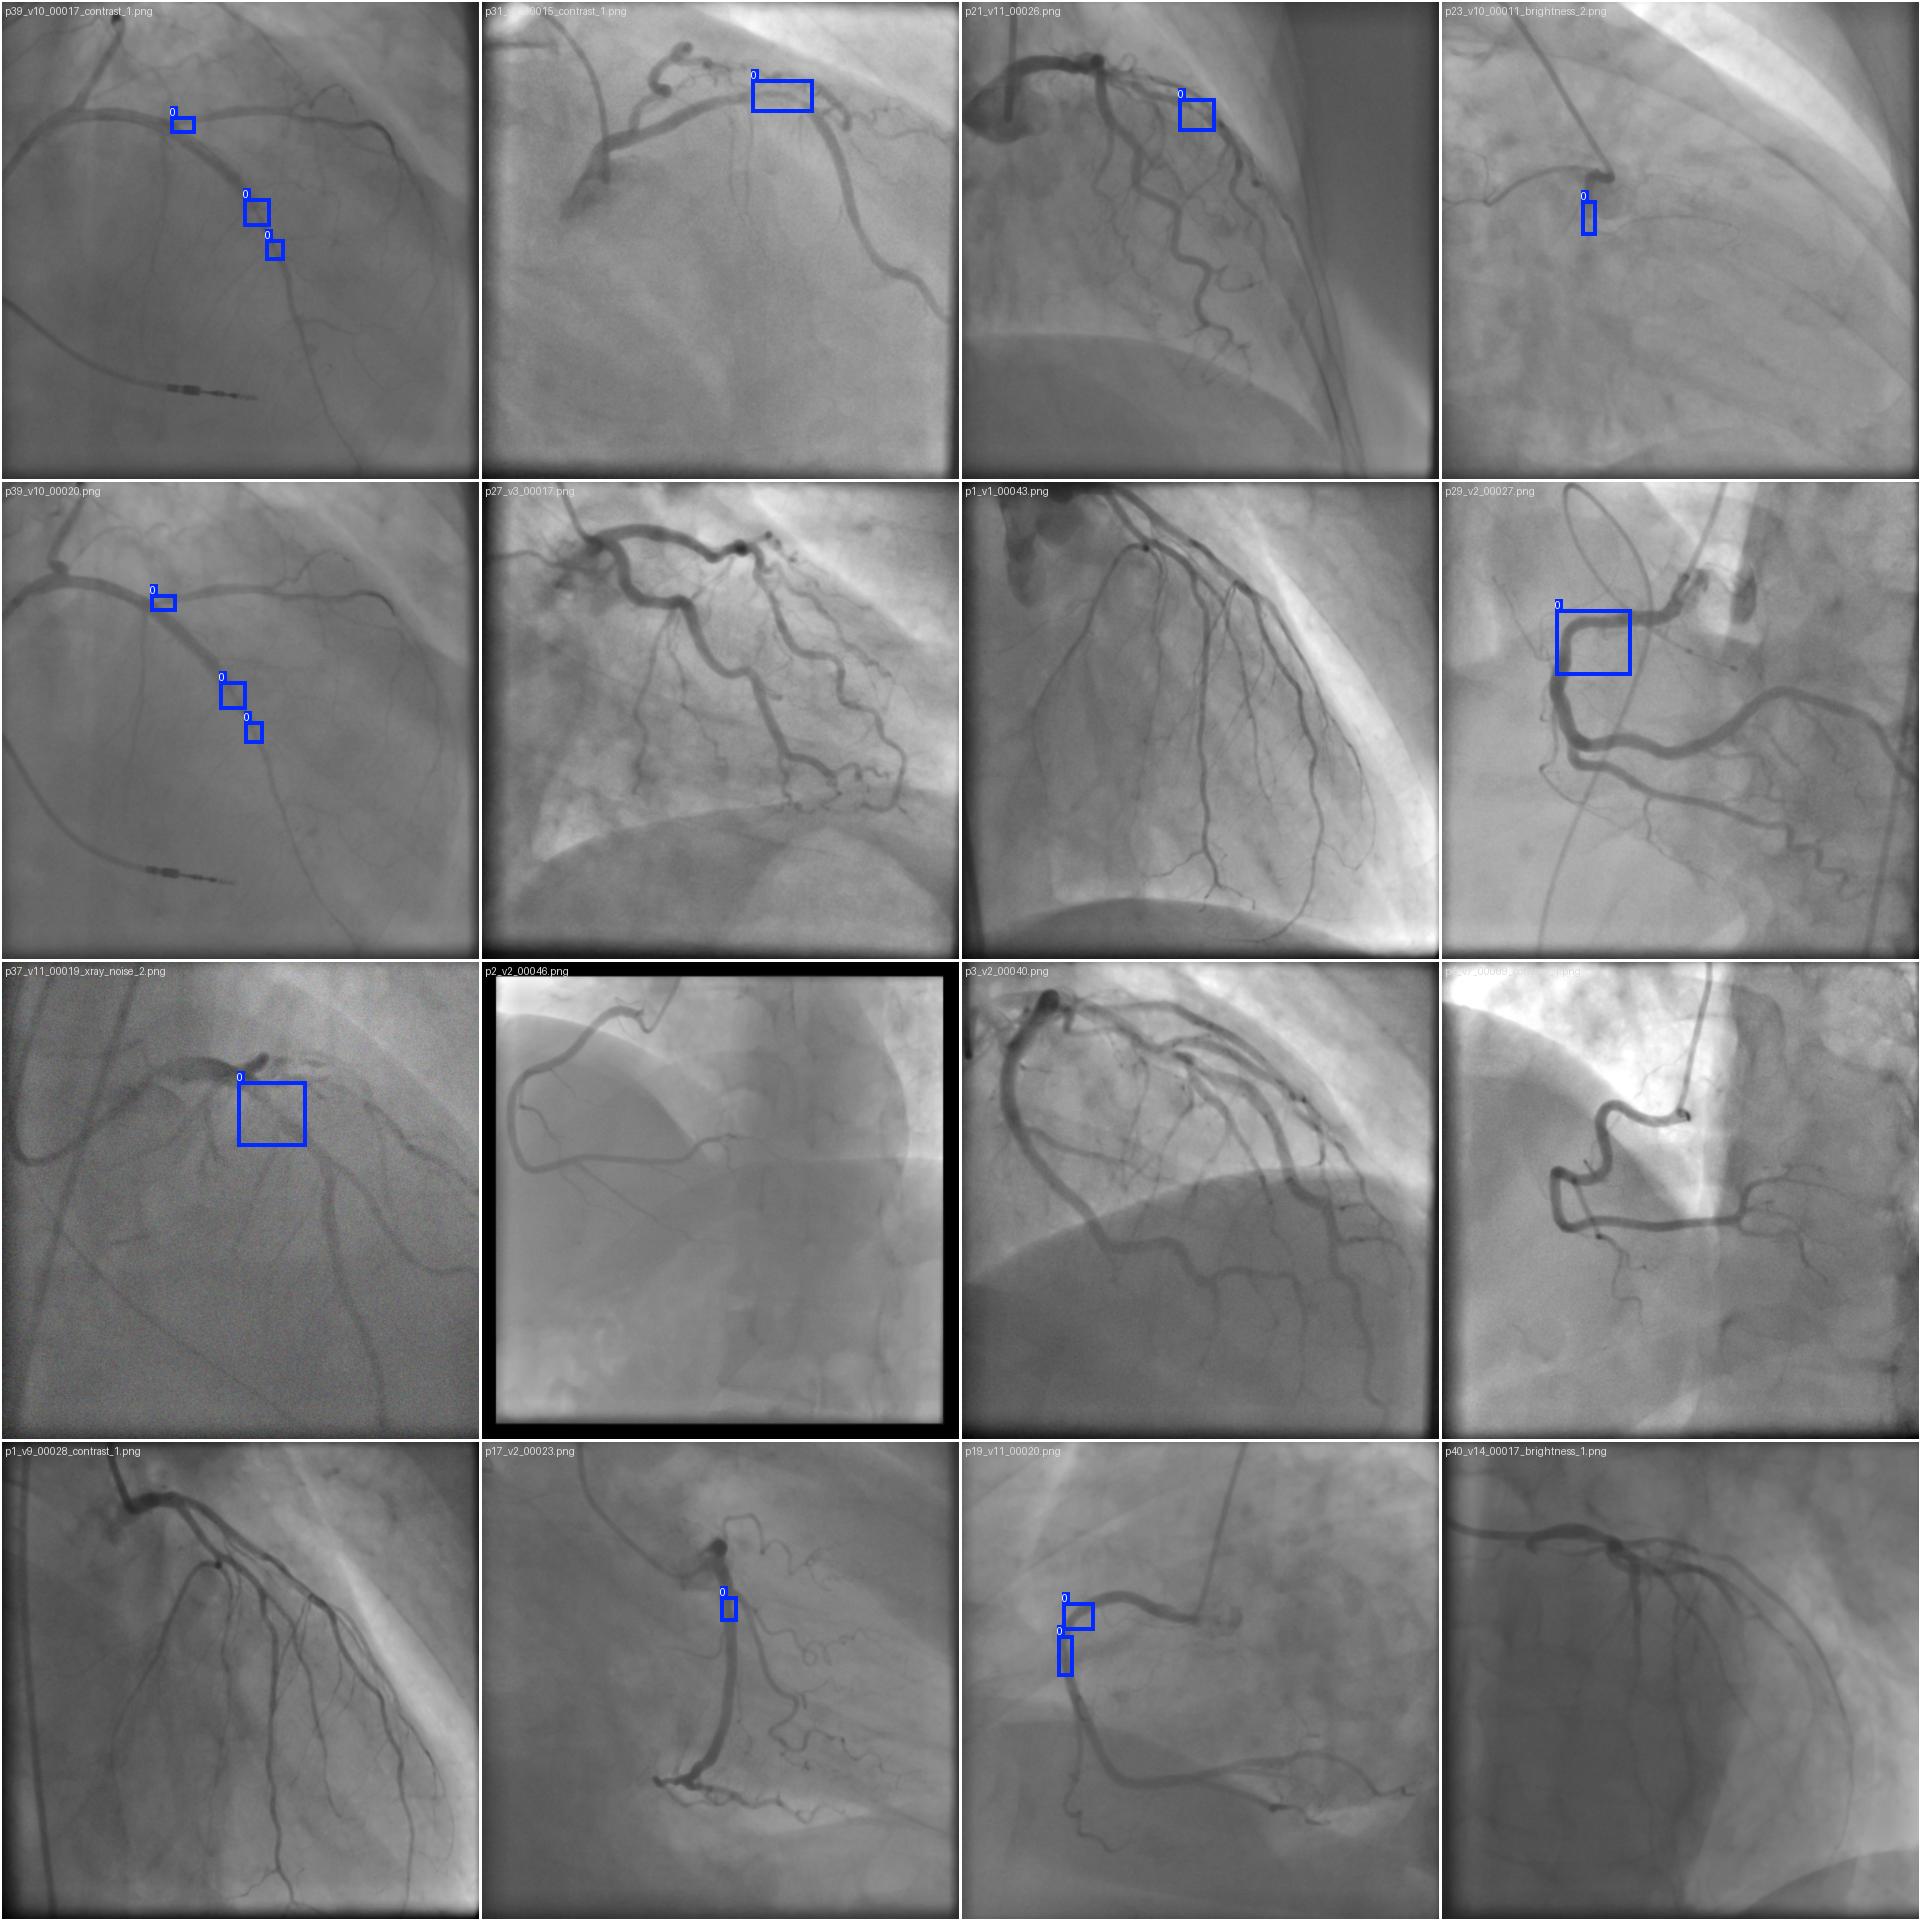 p39_v10_00017_contrast_1.png
0
0
0
0015_contrast_1.png
0
p21_v11_00026.png
0
p23_v10_00011_brightness_2.png
0
p39_v10_00020.png
0
0
0
p27_v3_00017.png
p1_v1_00043.png
p29_v2_00027.png
0
p37_v11_00019_xray_noise_2.png
0
p2_v2_00046.png
p3_v2_00040.png
p1_v9_00028_contrast_1.png
p17_v2_00023.png
0
p19_v11_00020.png
0
0
p40_v14_00017_brightness_1.png